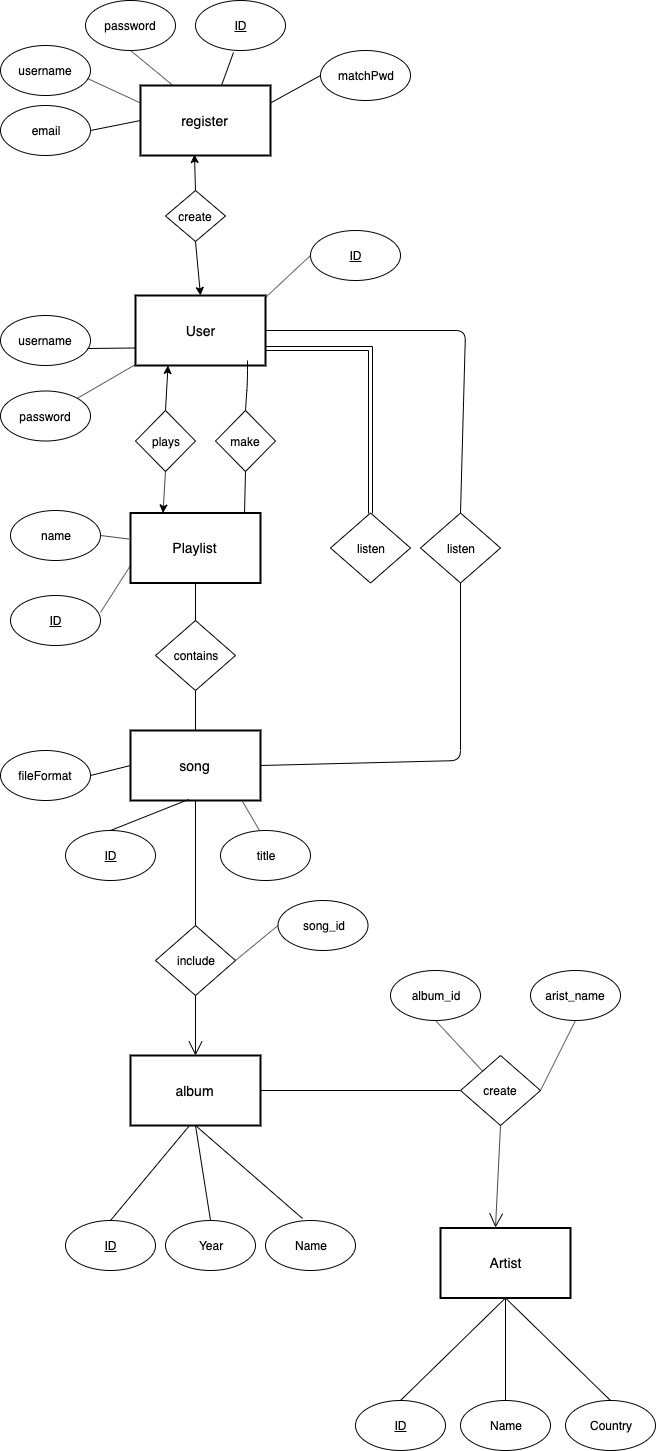 password
ID
username
matchPwd
register
email
create
ID
User
username
password
plays
make
name
Playlist
listen
listen
ID
contains
song
fileFormat
ID
title
song_id
include
album_id
arist_name
album
create
ID
Year
Name
Artist
ID
Name
Country